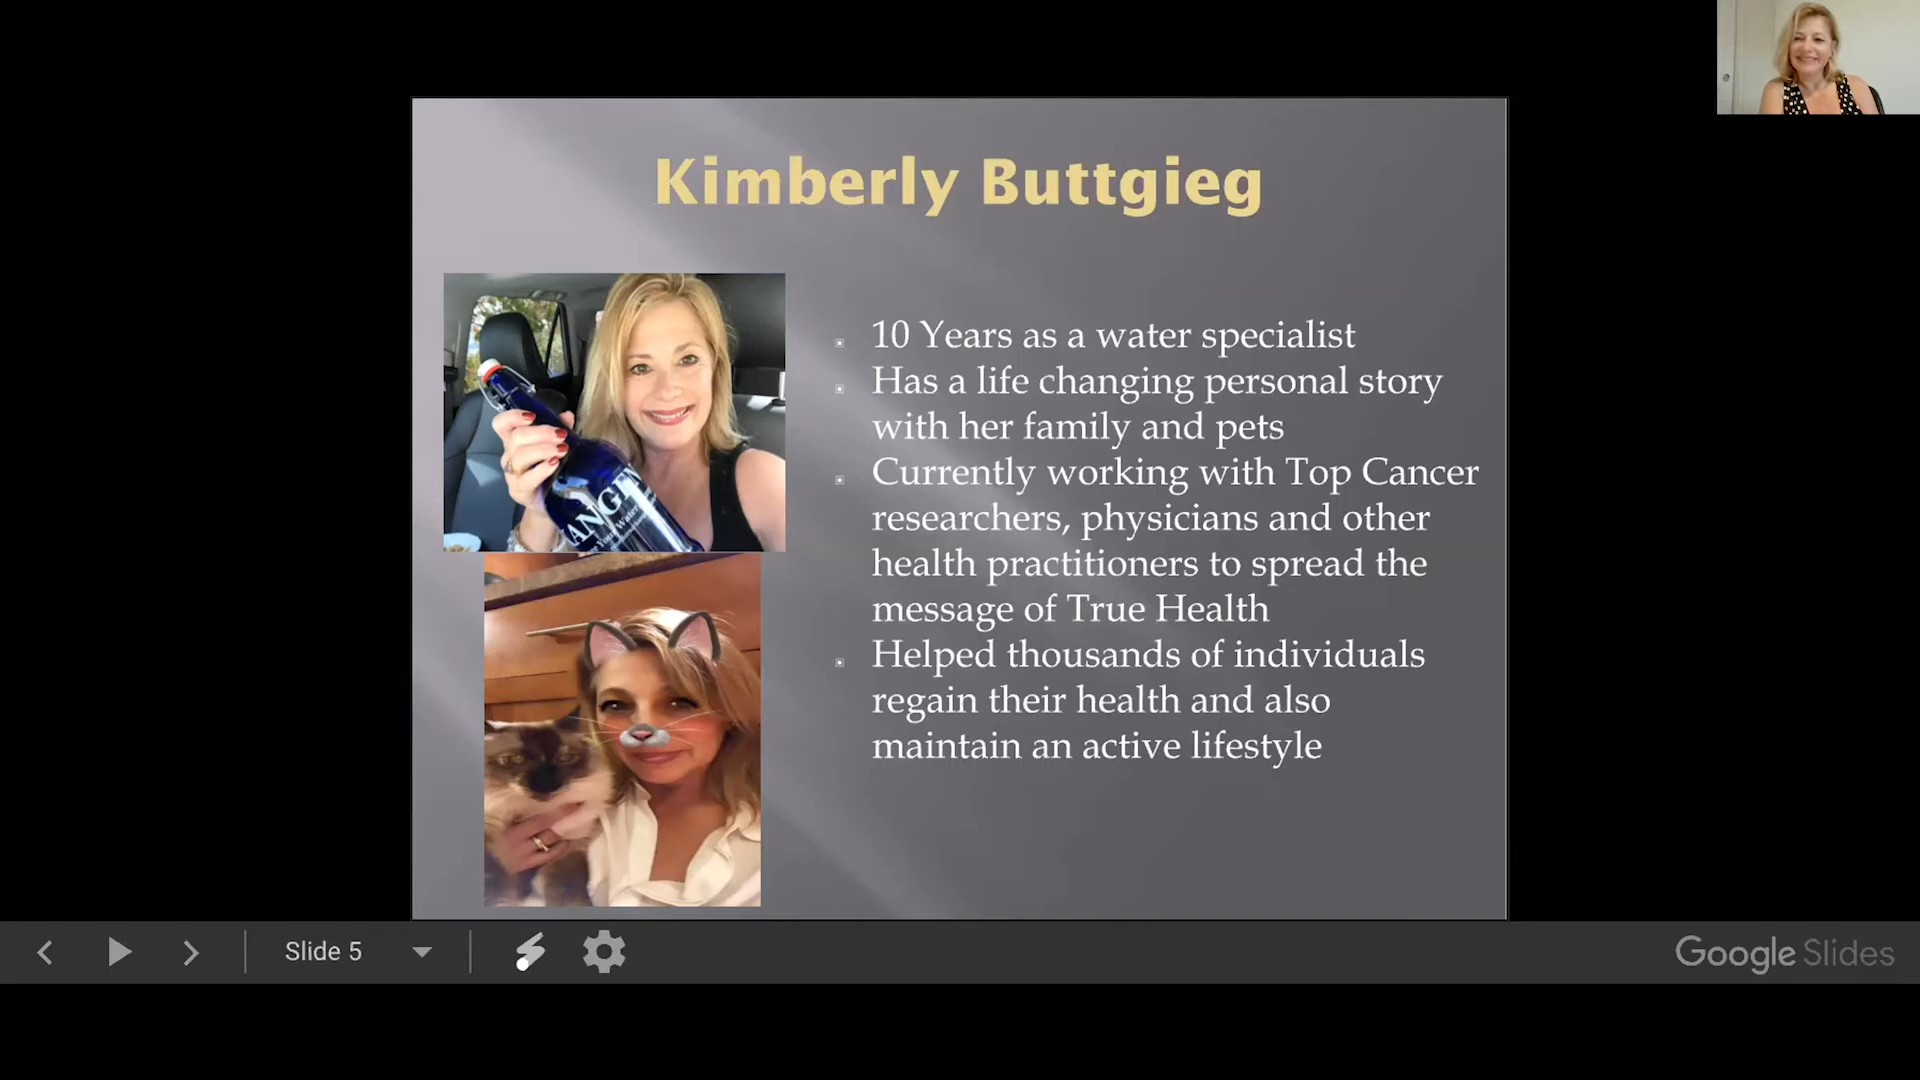 Kimberly Buttgieg
10 Years as a water specialist
Has a life changing personal story
with her family and pets
Currently working with Top Cancer
researchers, physicians and other
health practitioners to spread the
message of True Health
Helped thousands of individuals
regain their health and also
maintain an active lifestyle
Slide 5
Google Slides